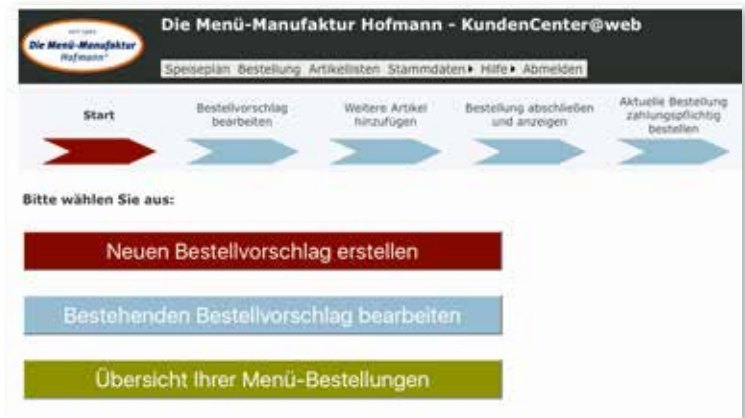 Die Menü-Manufaktur
Hofmann®
Die Menü-Manufaktur Hofmann - KundenCenter@web
Speiseplan Bestellung Artikellisten Stammdaten Hilfe Abmelden
Start
Bestellvorschlag
bearbeiten
Weitere Artikel
hinzufügen
Bestellung abschließen
und anzeigen
Aktuelle Bestellung
zahlungspflichtig
bestellen
Bitte wählen Sie aus:
Neuen Bestellvorschlag erstellen
Bestehenden Bestellvorschlag bearbeiten
Übersicht Ihrer Menü-Bestellungen